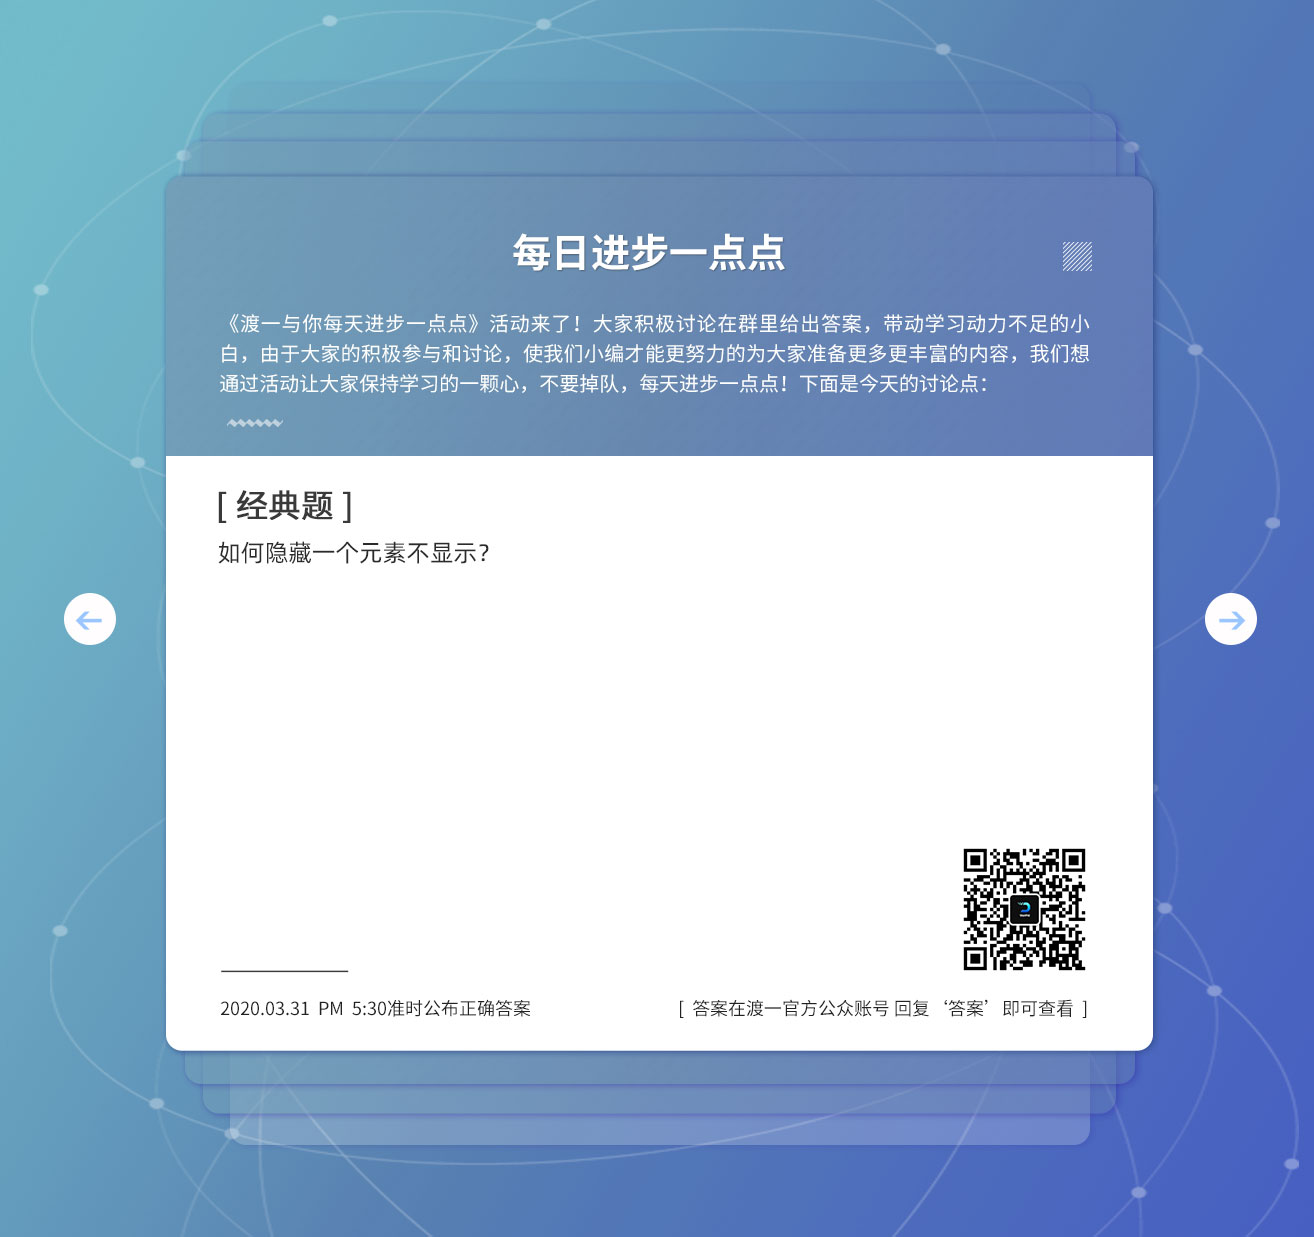 每日进步一点点
《渡一与你每天进步一点点》活动来了！大家积极讨论在群里给出答案，带动学习动力不足的小
白，由于大家的积极参与和讨论，使我们小编才能更努力的为大家准备更多更丰富的内容，我们想
通过活动让大家保持学习的一颗心，不要掉队，每天进步一点点！下面是今天的讨论点：
[ 经典题 ]
如何隐藏一个元素不显示？
2020.03.31 PM 5:30准时公布正确答案
[ 答案在渡一官方公众账号 回复‘答案’即可查看 ]